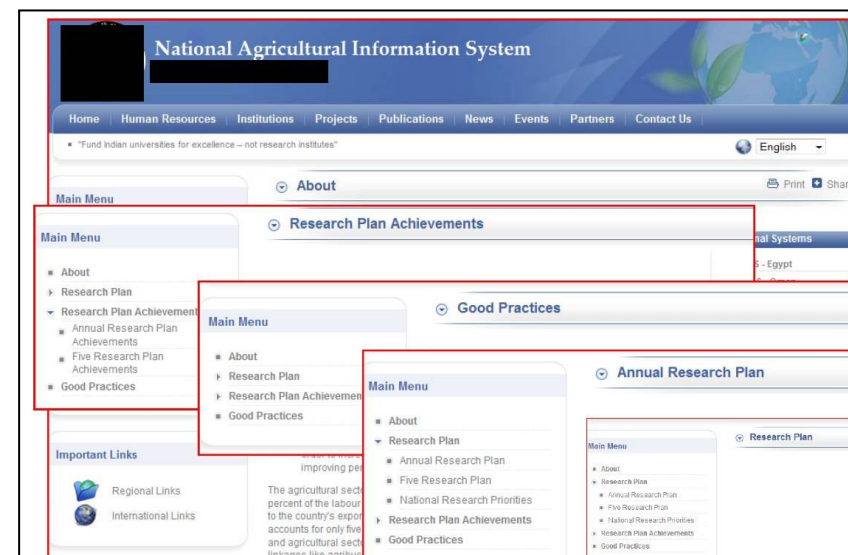 National Agricultural Information System
Home Human Resources Institutions Projects Publications News Events Partners Contact Us
"Fund Indian universities for excellence – not research institutes"
English
Main Menu
About
Print
Main Menu
Research Plan Achievements
About
Research Plan
Research Plan Achievement
Annual Research Plan
Achievements
Five Research Plan
Achievements
Good Practices
Systems
- Egypt
Main Menu
Good Practices
About
Research Plan
Research Plan Achievemen
Good Practices
Main Menu
Annual Research Plan
About
Research Plan
Annual Research Plan
Five Research Plan
National Research Priorities
Research Plan Achievements
Good Practices
Main Menu
Research Plan
About
Research Plan
Annual Research Plan
Five Research Plan
National Research Priorities
Research Plan Achievements
Good Practices
Important Links
Regional Links
International Links
improving
The agricultural
percent of the labour
to the country's
accounts for only five
and agricultural